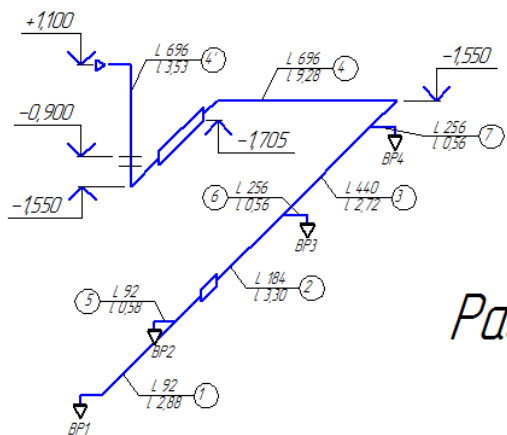 +1,100
L 696
l 3,53
4'
L 696
l 9,28
4
-1,550
-0,900
-1,705
L 256
l 0,56
7
BP4
-1,550
L 256
l 0,56
6
L 440
l 2,72
3
BP3
L 92
l 0,58
5
L 184
l 3,30
2
Ра
BP2
L 92
l 2,88
1
BP1